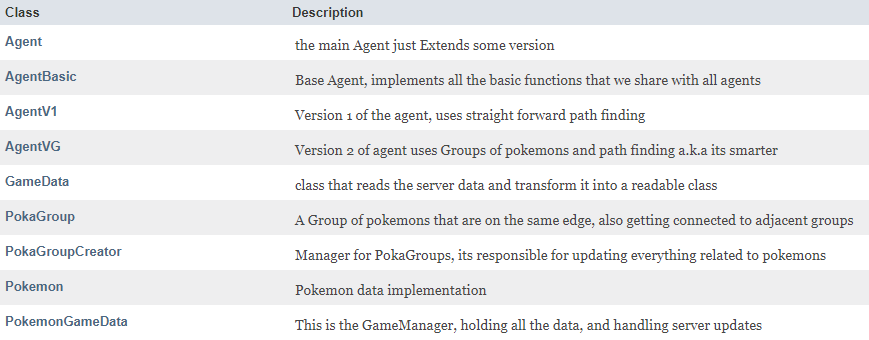 Class Description
Agent the main Agent just Extends some version
AgentBasic Base Agent, implements all the basic functions that we share with all agents
AgentV1 Version 1 of the agent, uses straight forward path finding
AgentVG Version 2 of agent uses Groups of pokemons and path finding a.k.a its smarter
GameData class that reads the server data and transform it into a readable class
PokaGroup A Group of pokemons that are on the same edge, also getting connected to adjacent groups
PokaGroupCreator Manager for PokaGroups, its responsible for updating everything related to pokemons
Pokemon Pokemon data implementation
PokemonGameData This is the GameManager, holding all the data, and handling server updates